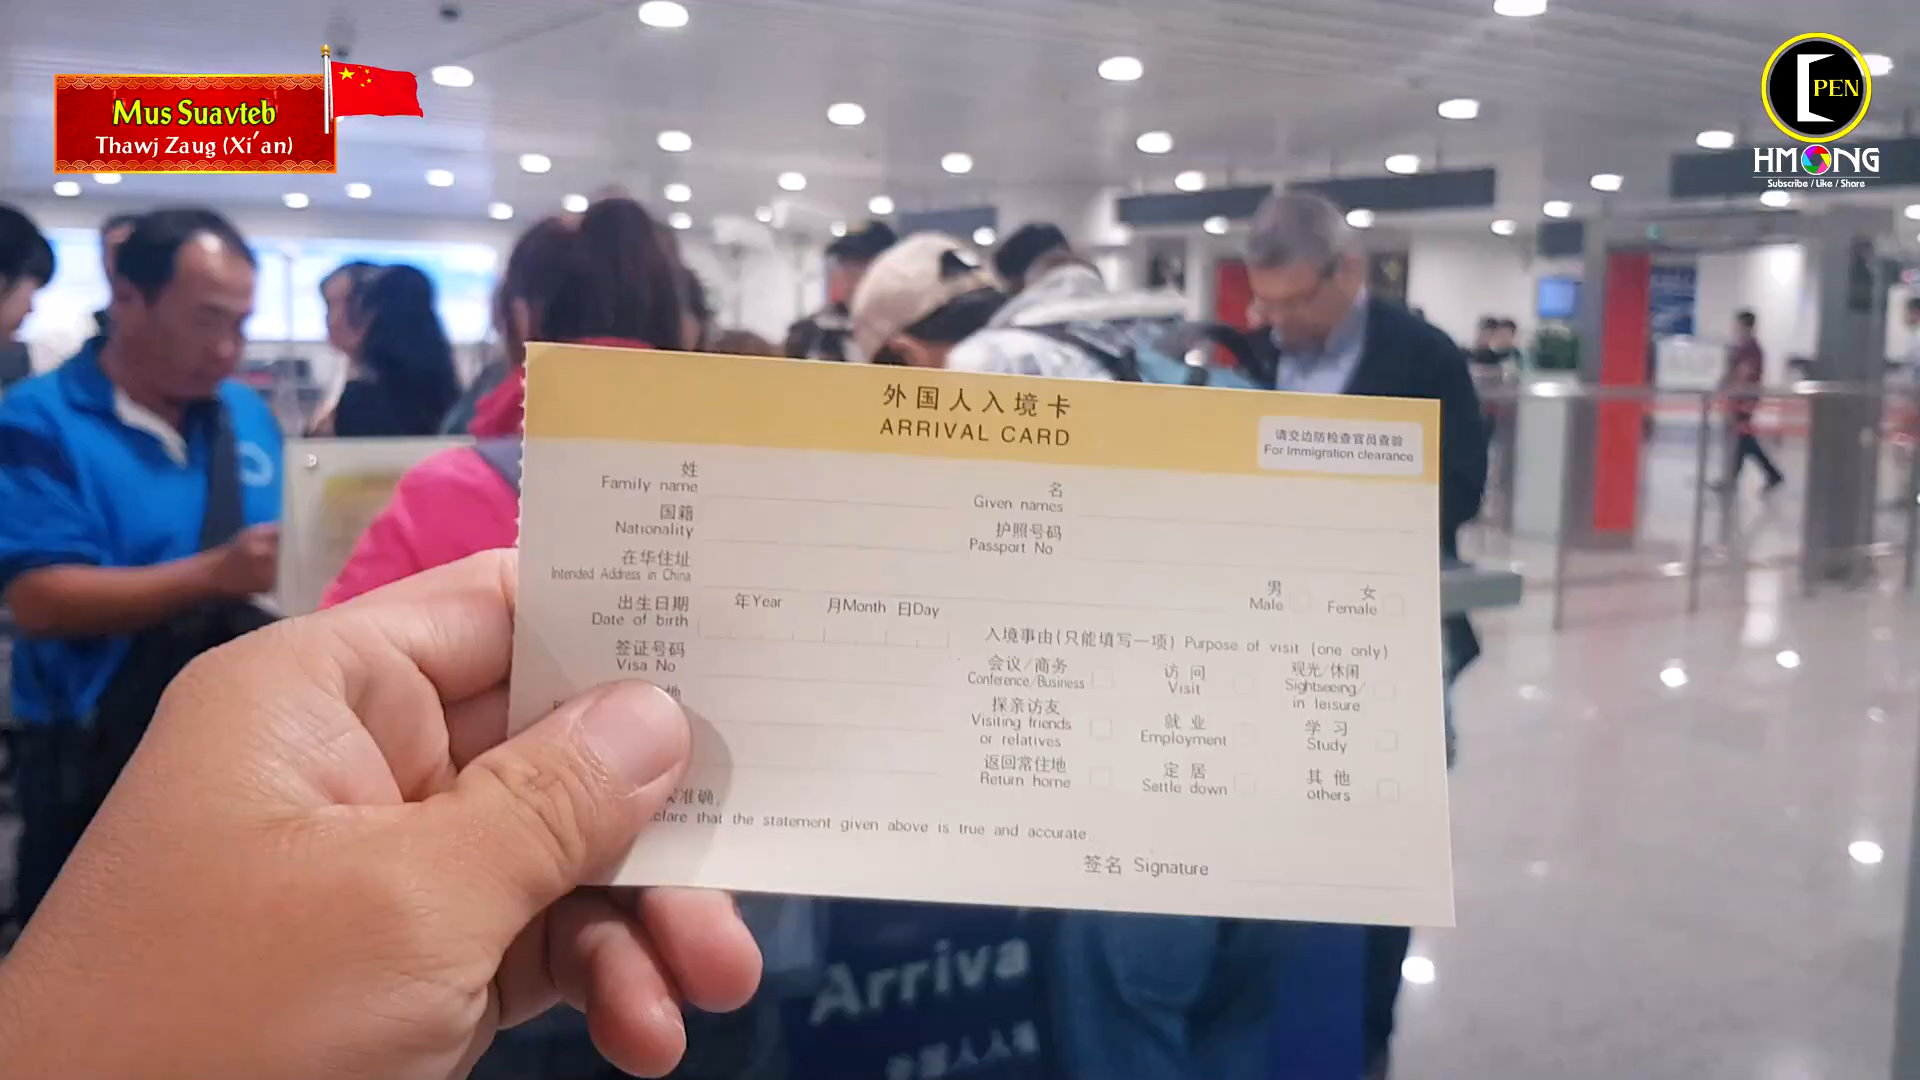 Mus Suavteb
Thawj Zaug (Xi'an)
PEN
HMONG
Subscribe / Like / Share
外国人入境卡
ARRIVAL CARD
请交边防检查官员查验
For Immigration clearance
姓
Family name
名
Given names
国籍
Nationality
护照号码
Passport No
在华住址
Intended Address in China
男
Male
女
Female
出生日期
Date of birth
年Year 月Month 日Day
入境事由(只能填写一项) Purpose of visit (one only)
签证号码
Visa No
会议/商务
Conference/Business
访 问
Visit
观光/休闲
Sightseeing/
in leisure
地
探亲访友
Visiting friends
or relatives
就 业
Employment
学 习
Study
返回常住地
Return home
定 居
Settle down
其 他
others
准确。
that the statement given above is true and accurate.
签名 Signature
Arriva
外国人入境